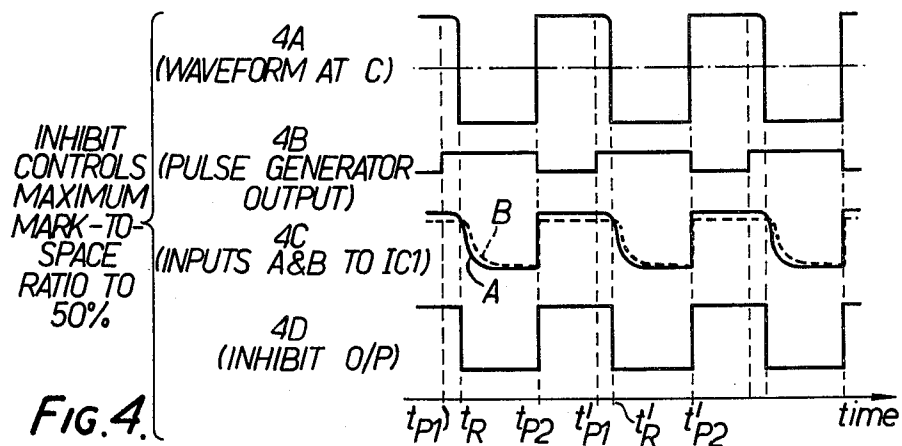 4A
(WAVEFORM AT C)
INHIBIT
CONTROLS
MAXIMUM
MARK-TO-
SPACE
RATIO TO
50%
4B
(PULSE GENERATOR
OUTPUT)
4C
(INPUTS A&B TO IC1)
B
A
4D
(INHIBIT O/P)
FIG.4.
tP1) tR tP2 t'P1 t'R t'P2 time